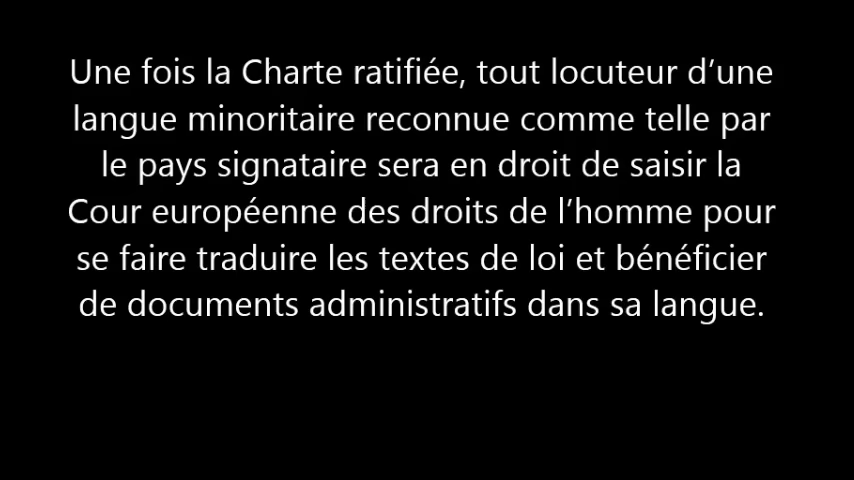 Une fois la Charte ratifiée, tout locuteur d’une
langue minoritaire reconnue comme telle par
le pays signataire sera en droit de saisir la
Cour européenne des droits de l’homme pour
se faire traduire les textes de loi et bénéficier
de documents administratifs dans sa langue.